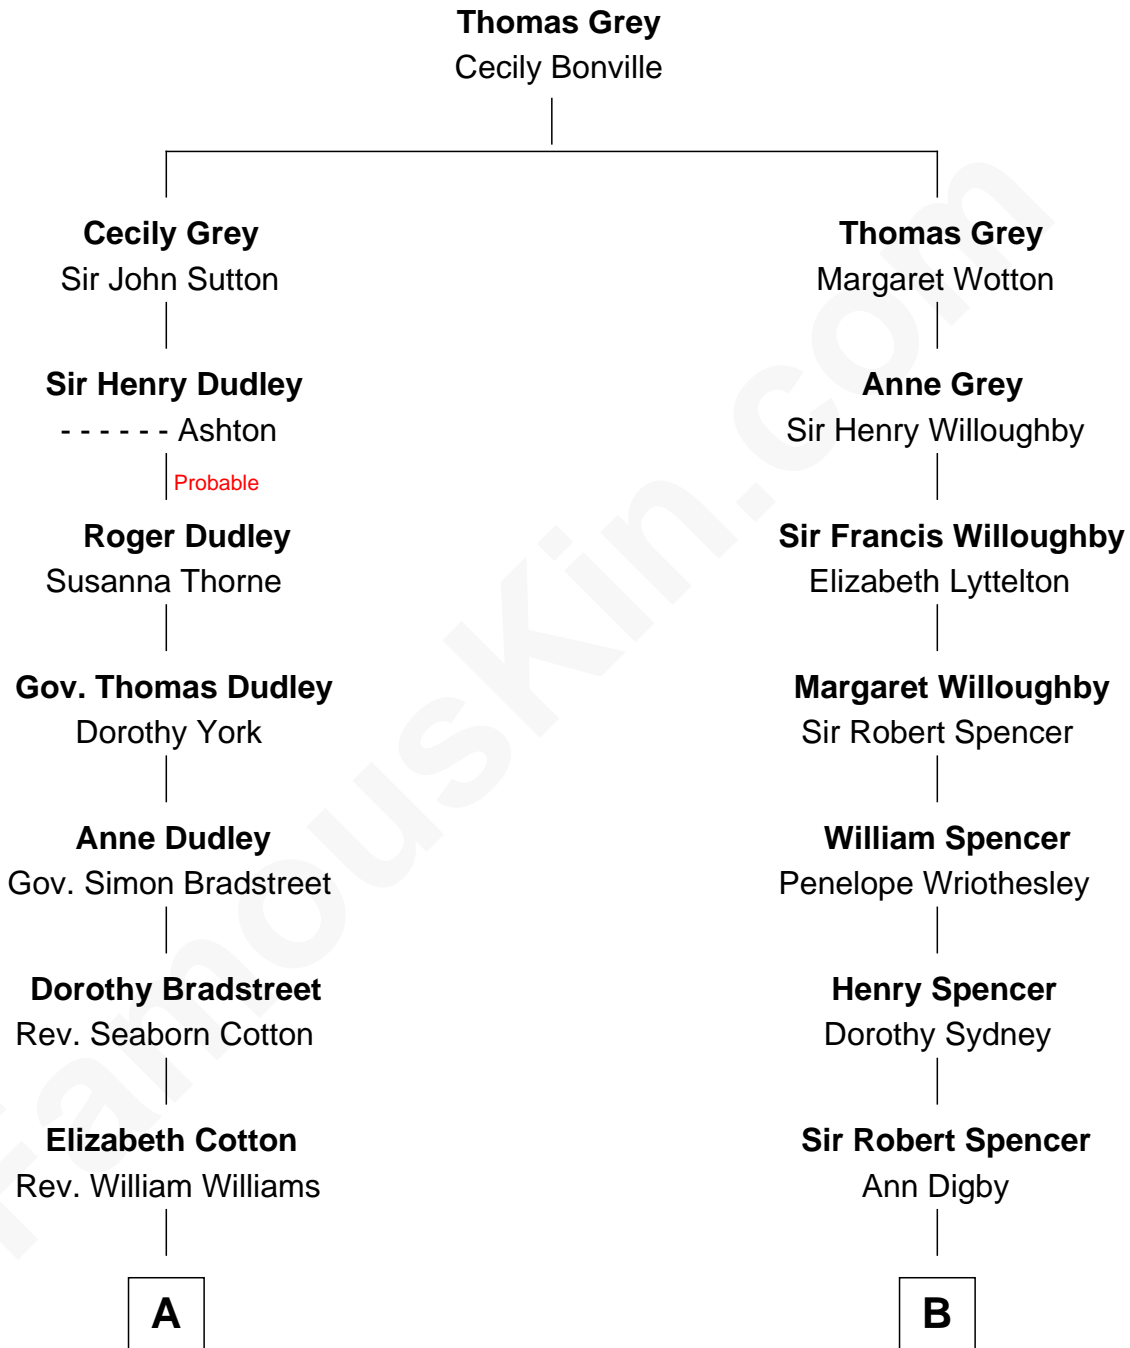 Thomas Grey
Cecily Bonville
Cecily Grey
Sir John Sutton
Sir Henry Dudley
- - - - - - Ashton
Probable
Roger Dudley
Susanna Thorne
Gov. Thomas Dudley
Dorothy York
Anne Dudley
Gov. Simon Bradstreet
Dorothy Bradstreet
Rev. Seaborn Cotton
Elizabeth Cotton
Rev. William Williams
A
Thomas Grey
Margaret Wotton
Anne Grey
Sir Henry Willoughby
Sir Francis Willoughby
Elizabeth Lyttelton
Margaret Willoughby
Sir Robert Spencer
William Spencer
Penelope Wriothesley
Henry Spencer
Dorothy Sydney
Sir Robert Spencer
Ann Digby
B
FamousKin.com